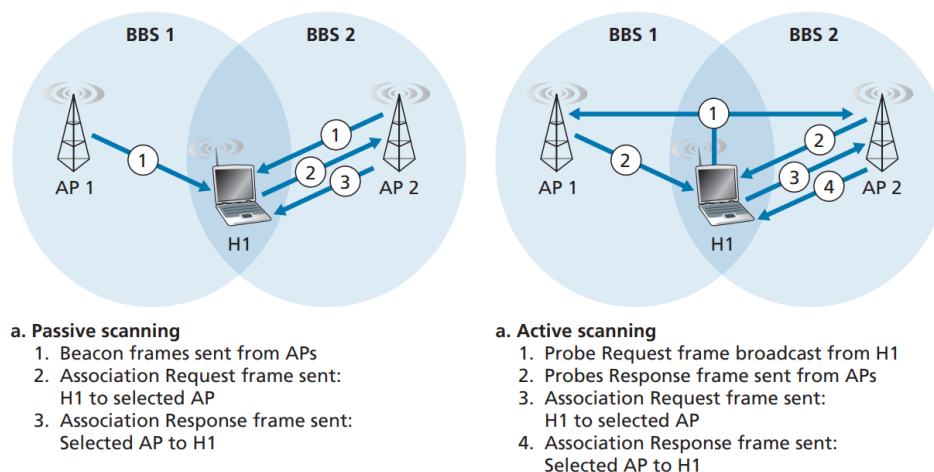 BBS 1
BBS 2
1
1
2
3
AP 1
AP 2
H1
a. Passive scanning
1. Beacon frames sent from APs
2. Association Request frame sent:
H1 to selected AP
3. Association Response frame sent:
Selected AP to H1
BBS 1
BBS 2
1
2
2
3
4
AP 1
AP 2
H1
a. Active scanning
1. Probe Request frame broadcast from H1
2. Probes Response frame sent from APs
3. Association Request frame sent:
H1 to selected AP
4. Association Response frame sent:
Selected AP to H1